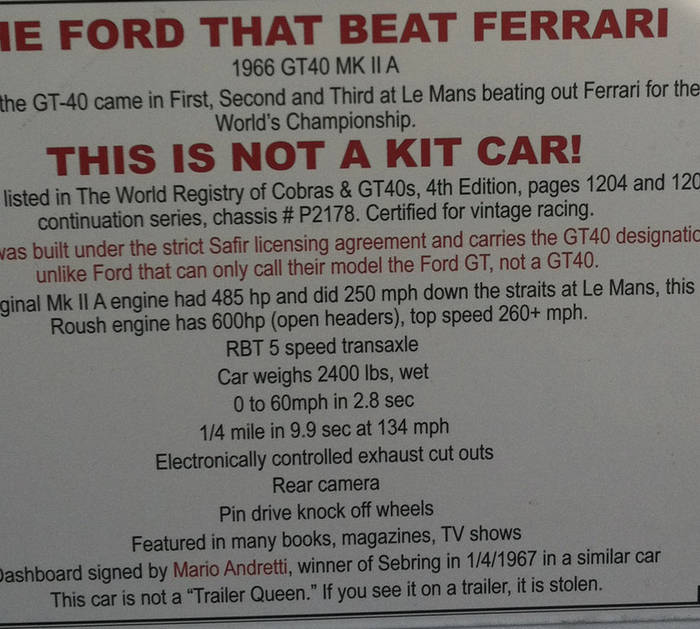 HE FORD THAT BEAT FERRARI
1966 GT40 MK II A
the GT-40 came in First, Second and Third at Le Mans beating out Ferrari for the
World's Championship.
THIS IS NOT A KIT CAR!
listed in The World Registry of Cobras & GT40s, 4th Edition, pages 1204 and 120
continuation series, chassis # P2178. Certified for vintage racing.
was built under the strict Safir licensing agreement and carries the GT40 designatio
unlike Ford that can only call their model the Ford GT, not a GT40.
ginal Mk II A engine had 485 hp and did 250 mph down the straits at Le Mans, this
Roush engine has 600hp (open headers), top speed 260+ mph.
RBT 5 speed transaxle
Car weighs 2400 lbs, wet
0 to 60mph in 2.8 sec
1/4 mile in 9.9 sec at 134 mph
Electronically controlled exhaust cut outs
Rear camera
Pin drive knock off wheels
Featured in many books, magazines, TV shows
Dashboard signed by Mario Andretti, winner of Sebring in 1/4/1967 in a similar car
This car is not a “Trailer Queen.” If you see it on a trailer, it is stolen.